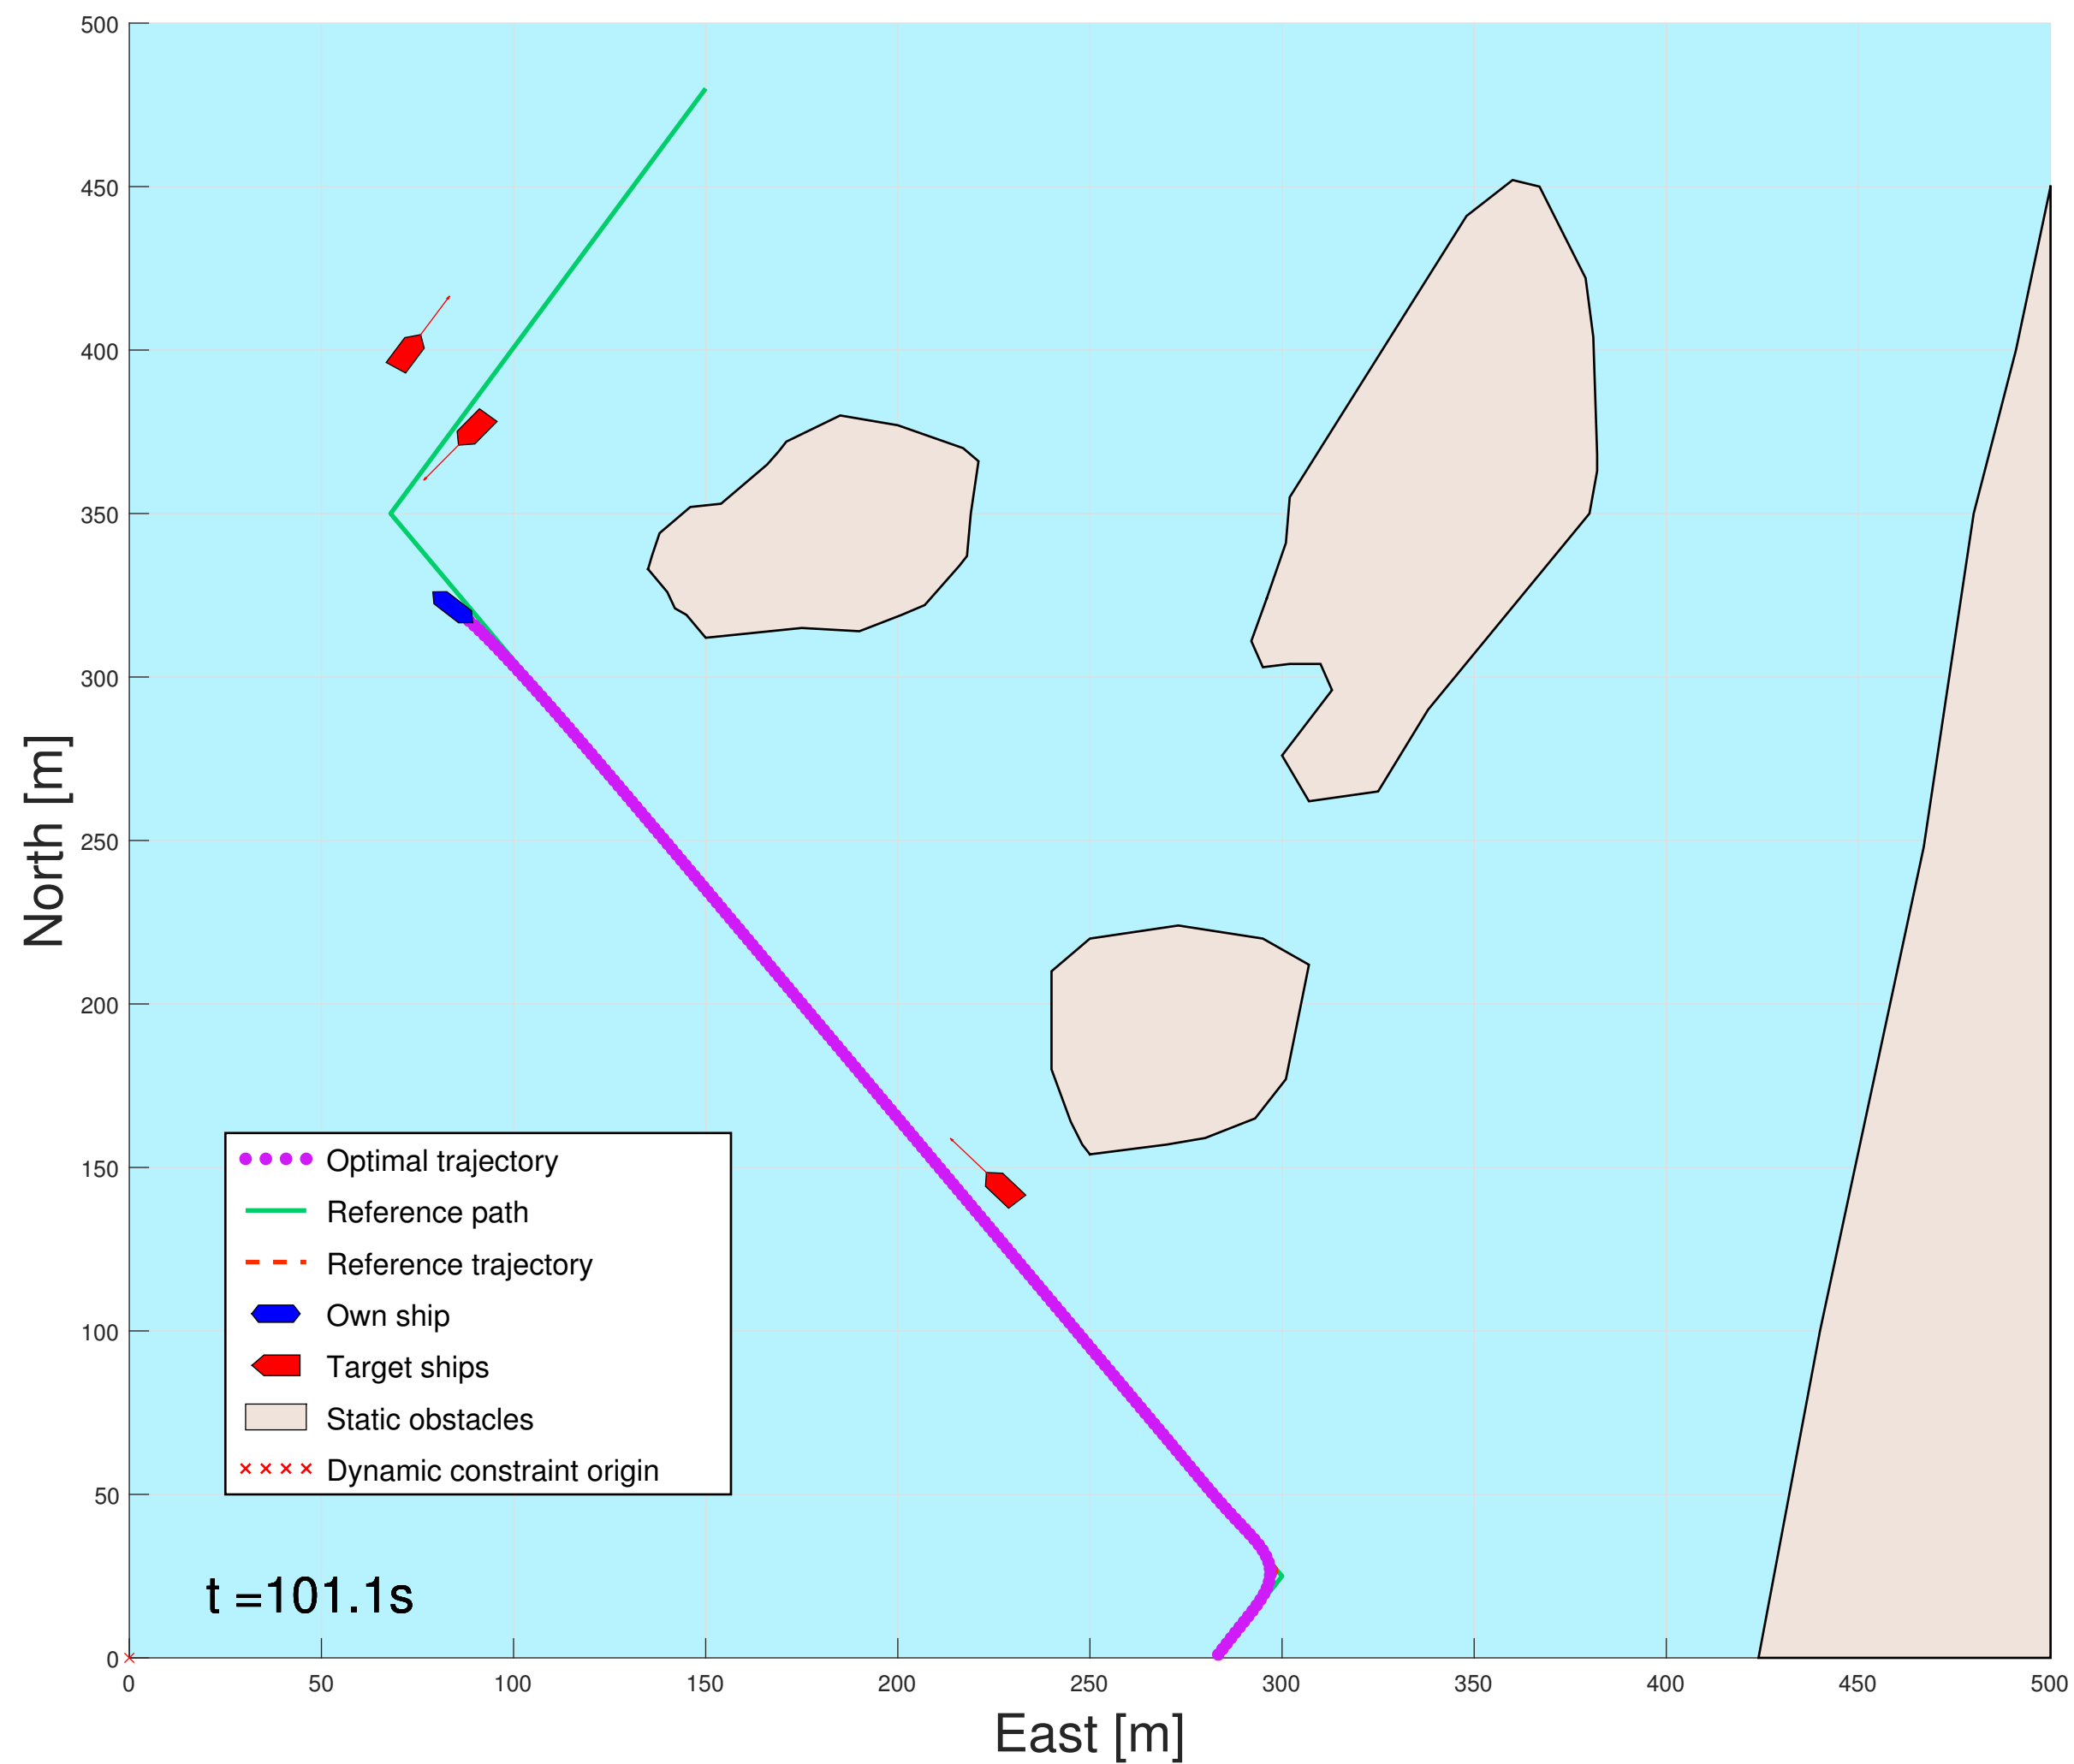 500
450
400
350
300
250
200
150
100
50
0
North [m]
Optimal trajectory
Reference path
Reference trajectory
Own ship
Target ships
Static obstacles
Dynamic constraint origin
t =101.1s
0 50 100 150 200 250 300 350 400 450 500
East [m]